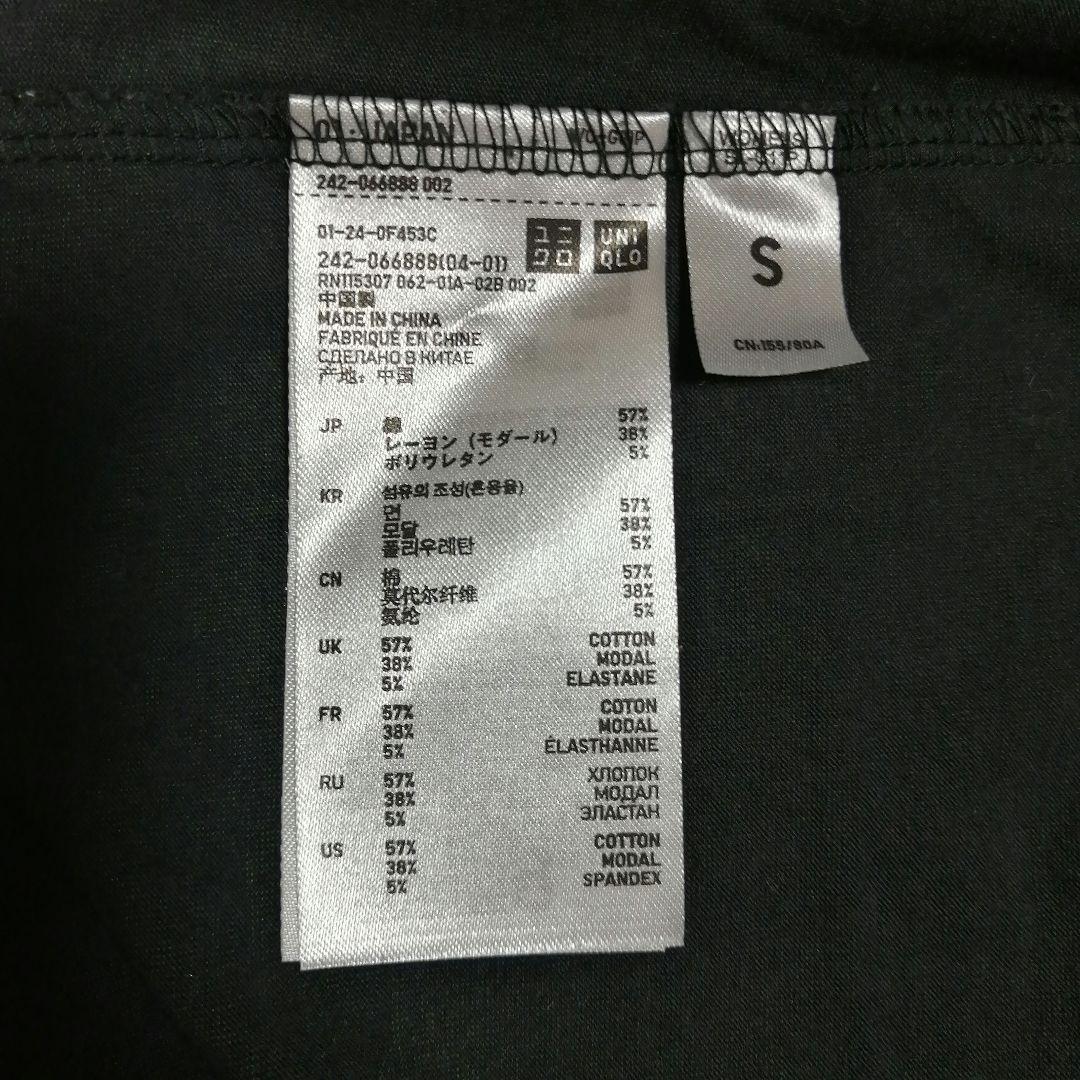 01 · JAPAN
242-066888 002
01-24-0F453C
ユニ
クロ
UNI
QLO
242-066888(04-01)
RN115307 062-01A-02B 002
中国製
MADE IN CHINA
FABRIQUÉ EN CHINE
СДЕЛАНО В КИТАЕ
产地：中国
JP 綿 57%
レーヨン（モダール） 38%
ポリウレタン 5%
KR 섬유의 조성(혼용율)
면 57%
모달 38%
폴리우레탄 5%
CN 棉 57%
莫代尔纤维 38%
氨纶 5%
UK 57% COTTON
38% MODAL
5% ELASTANE
FR 57% COTON
38% MODAL
5% ÉLASTHANNE
RU 57% ХЛОПОК
38% МОДАЛ
5% ЭЛАСТАН
US 57% COTTON
38% MODAL
5% SPANDEX
WOMEN'S
S
CN:155/80A